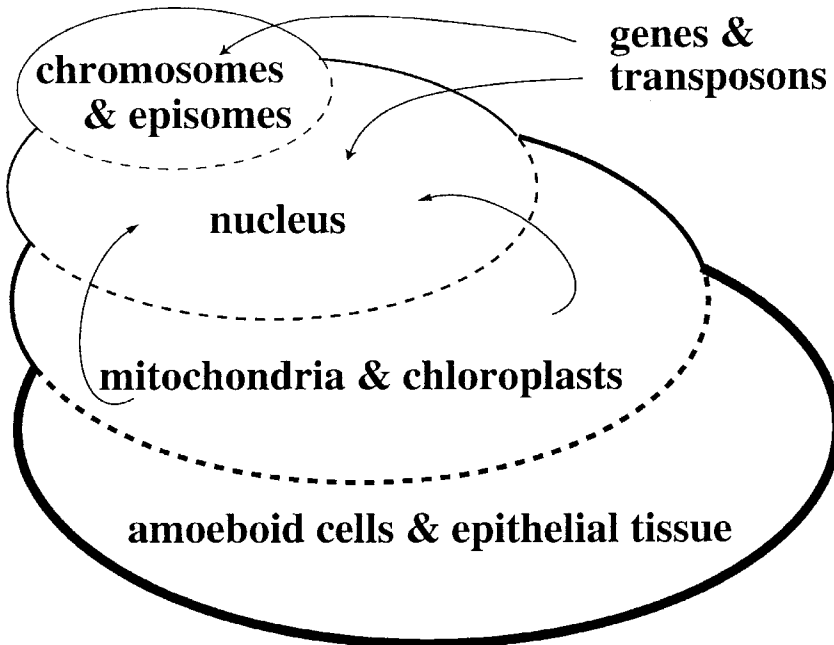 genes &
transposons
chromosomes
& episomes
nucleus
mitochondria & chloroplasts
amoeboid cells & epithelial tissue